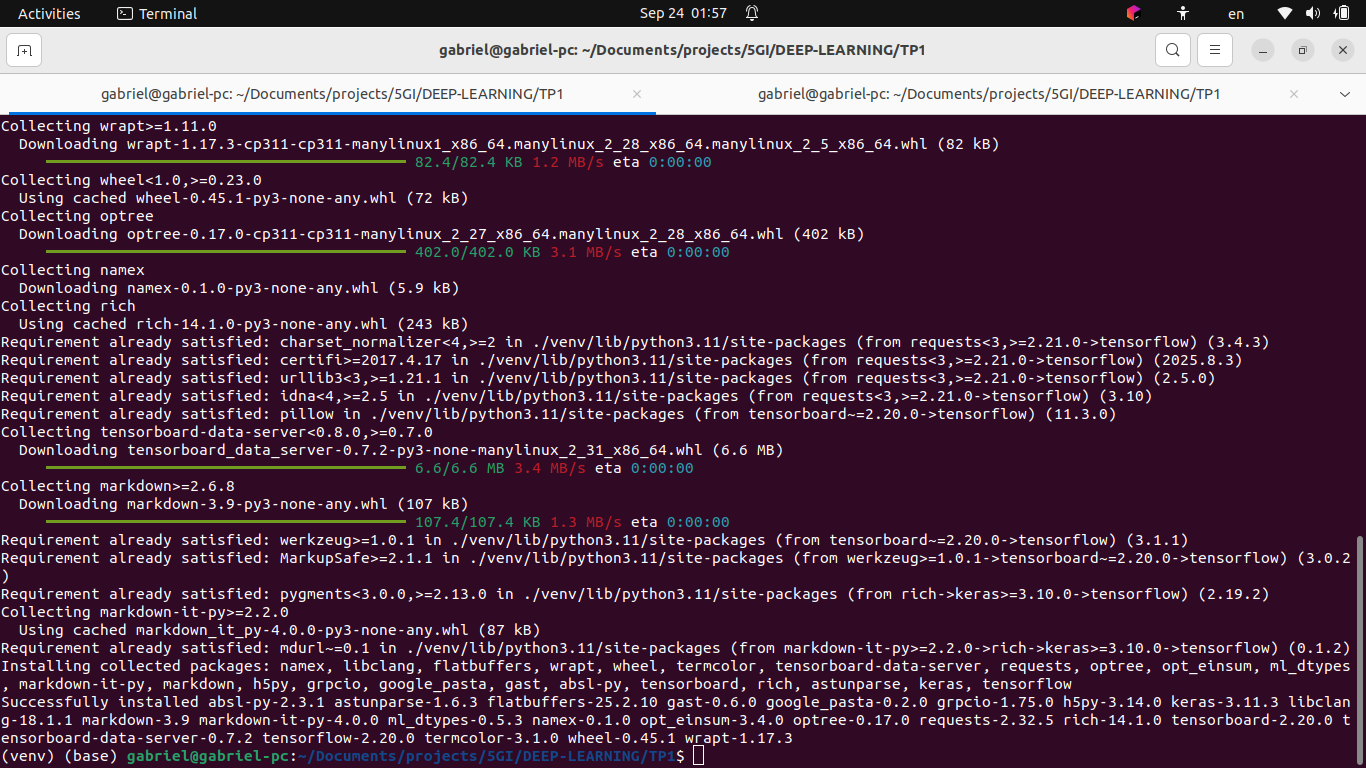 Activities Terminal Sep 24 01:57 en
gabriel@gabriel-pc: ~/Documents/projects/5GI/DEEP-LEARNING/TP1
gabriel@gabriel-pc: ~/Documents/projects/5GI/DEEP-LEARNING/TP1 × gabriel@gabriel-pc: ~/Documents/projects/5GI/DEEP-LEARNING/TP1 ×
Collecting wrapt>=1.11.0
  Downloading wrapt-1.17.3-cp311-cp311-manylinux1_x86_64.manylinux_2_28_x86_64.manylinux_2_5_x86_64.whl (82 kB)
82.4/82.4 KB 1.2 MB/s eta 0:00:00
Collecting wheel<1.0,>=0.23.0
  Using cached wheel-0.45.1-py3-none-any.whl (72 kB)
Collecting optree
  Downloading optree-0.17.0-cp311-cp311-manylinux_2_27_x86_64.manylinux_2_28_x86_64.whl (402 kB)
402.0/402.0 KB 3.1 MB/s eta 0:00:00
Collecting namex
  Downloading namex-0.1.0-py3-none-any.whl (5.9 kB)
Collecting rich
  Using cached rich-14.1.0-py3-none-any.whl (243 kB)
Requirement already satisfied: charset_normalizer<4,>=2 in ./venv/lib/python3.11/site-packages (from requests<3,>=2.21.0->tensorflow) (3.4.3)
Requirement already satisfied: certifi>=2017.4.17 in ./venv/lib/python3.11/site-packages (from requests<3,>=2.21.0->tensorflow) (2025.8.3)
Requirement already satisfied: urllib3<3,>=1.21.1 in ./venv/lib/python3.11/site-packages (from requests<3,>=2.21.0->tensorflow) (2.5.0)
Requirement already satisfied: idna<4,>=2.5 in ./venv/lib/python3.11/site-packages (from requests<3,>=2.21.0->tensorflow) (3.10)
Requirement already satisfied: pillow in ./venv/lib/python3.11/site-packages (from tensorboard~=2.20.0->tensorflow) (11.3.0)
Collecting tensorboard-data-server<0.8.0,>=0.7.0
  Downloading tensorboard_data_server-0.7.2-py3-none-manylinux_2_31_x86_64.whl (6.6 MB)
6.6/6.6 MB 3.4 MB/s eta 0:00:00
Collecting markdown>=2.6.8
  Downloading markdown-3.9-py3-none-any.whl (107 kB)
107.4/107.4 KB 1.3 MB/s eta 0:00:00
Requirement already satisfied: werkzeug>=1.0.1 in ./venv/lib/python3.11/site-packages (from tensorboard~=2.20.0->tensorflow) (3.1.1)
Requirement already satisfied: MarkupSafe>=2.1.1 in ./venv/lib/python3.11/site-packages (from werkzeug>=1.0.1->tensorboard~=2.20.0->tensorflow) (3.0.2
)
Requirement already satisfied: pygments<3.0.0,>=2.13.0 in ./venv/lib/python3.11/site-packages (from rich->keras>=3.10.0->tensorflow) (2.19.2)
Collecting markdown-it-py>=2.2.0
  Using cached markdown_it_py-4.0.0-py3-none-any.whl (87 kB)
Requirement already satisfied: mdurl~=0.1 in ./venv/lib/python3.11/site-packages (from markdown-it-py>=2.2.0->rich->keras>=3.10.0->tensorflow) (0.1.2)
Installing collected packages: namex, libclang, flatbuffers, wrapt, wheel, termcolor, tensorboard-data-server, requests, optree, opt_einsum, ml_dtypes
, markdown-it-py, markdown, h5py, grpcio, google_pasta, gast, absl-py, tensorboard, rich, astunparse, keras, tensorflow
Successfully installed absl-py-2.3.1 astunparse-1.6.3 flatbuffers-25.2.10 gast-0.6.0 google_pasta-0.2.0 grpcio-1.75.0 h5py-3.14.0 keras-3.11.3 libclan
g-18.1.1 markdown-3.9 markdown-it-py-4.0.0 ml_dtypes-0.5.3 namex-0.1.0 opt_einsum-3.4.0 optree-0.17.0 requests-2.32.5 rich-14.1.0 tensorboard-2.20.0 t
ensorboard-data-server-0.7.2 tensorflow-2.20.0 termcolor-3.1.0 wheel-0.45.1 wrapt-1.17.3
(venv) (base) gabriel@gabriel-pc:~/Documents/projects/5GI/DEEP-LEARNING/TP1$